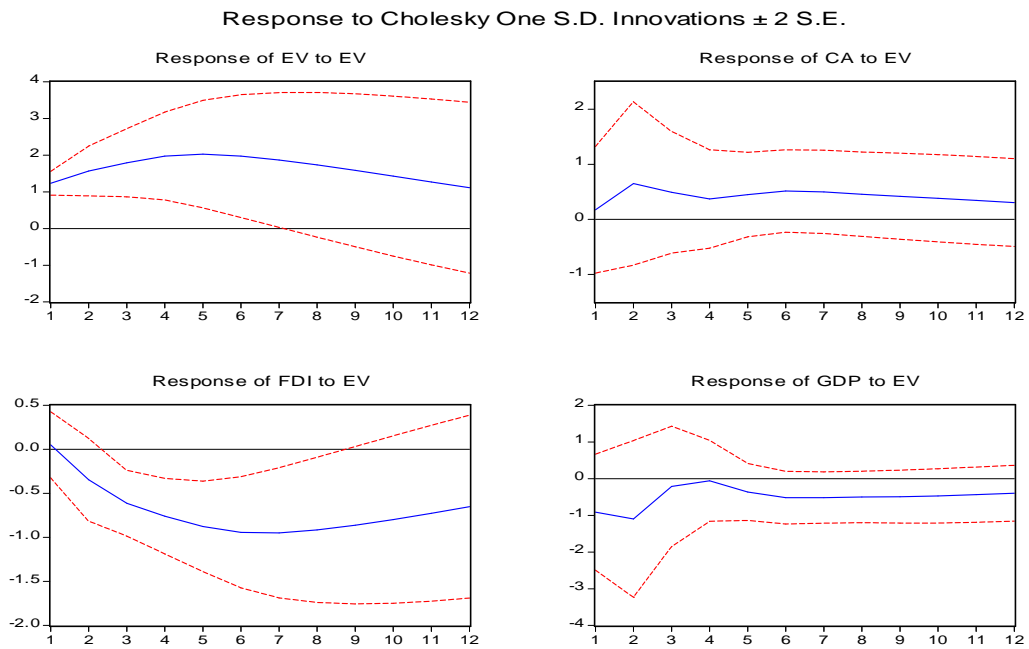 Response to Cholesky One S.D. Innovations ± 2 S.E.
Response of EV to EV
4
3
2
1
0
-1
-2
1 2 3 4 5 6 7 8 9 10 11 12
Response of CA to EV
2
1
0
-1
1 2 3 4 5 6 7 8 9 10 11 12
Response of FDI to EV
0.5
0.0
-0.5
-1.0
-1.5
-2.0
1 2 3 4 5 6 7 8 9 10 11 12
Response of GDP to EV
2
1
0
-1
-2
-3
-4
1 2 3 4 5 6 7 8 9 10 11 12